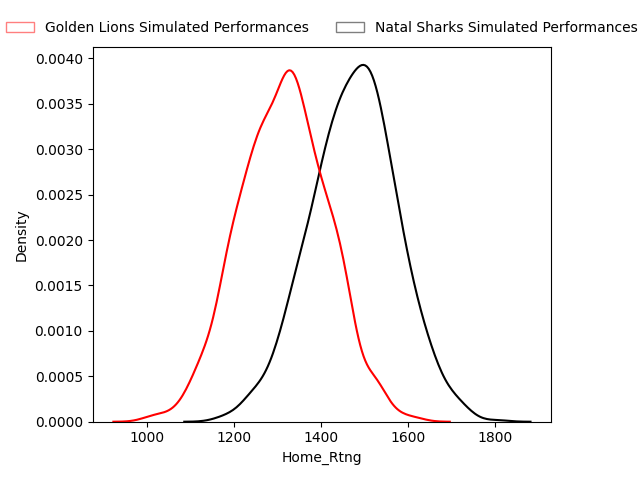 Golden Lions Simulated Performances Natal Sharks Simulated Performances
0.0040
0.0035
0.0030
0.0025
0.0020
0.0015
0.0010
0.0005
0.0000
Density
1000 1200 1400 1600 1800
Home_Rtng